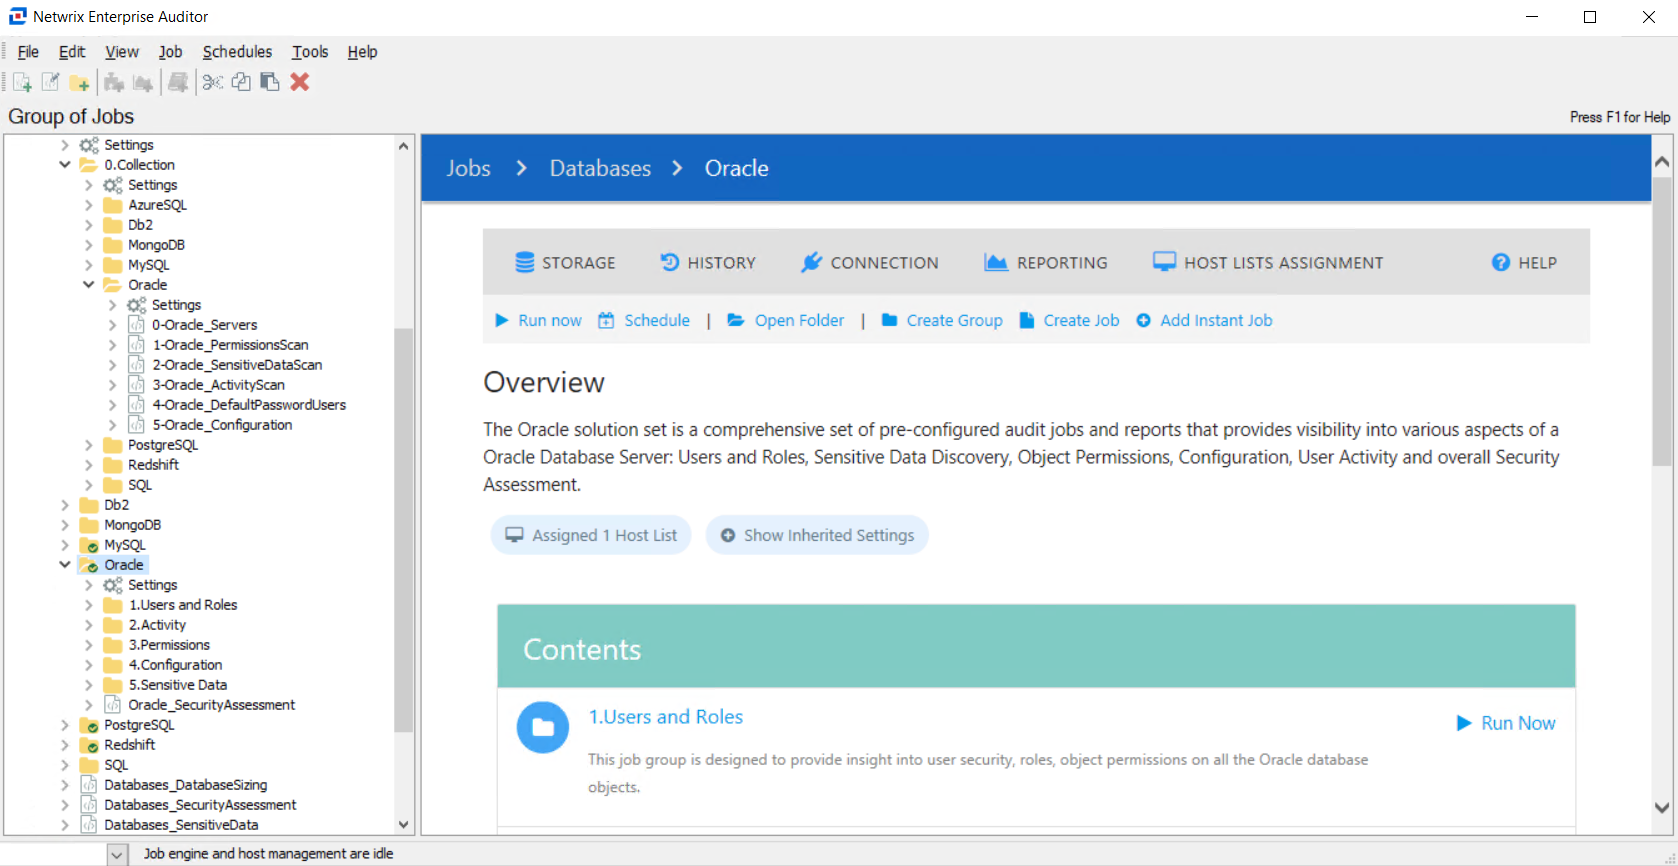 Netwrix Enterprise Auditor
File Edit View Job Schedules Tools Help
Group of Jobs
Press F1 for Help
Settings
0.Collection
Settings
AzureSQL
Db2
MongoDB
MySQL
Oracle
Settings
0-Oracle_Servers
1-Oracle_PermissionsScan
2-Oracle_SensitiveDataScan
3-Oracle_ActivityScan
4-Oracle_DefaultPasswordUsers
5-Oracle_Configuration
PostgreSQL
Redshift
SQL
Db2
MongoDB
MySQL
Oracle
Settings
1.Users and Roles
2.Activity
3.Permissions
4.Configuration
5.Sensitive Data
Oracle_SecurityAssessment
PostgreSQL
Redshift
SQL
Databases_DatabaseSizing
Databases_SecurityAssessment
Databases_SensitiveData
Jobs > Databases > Oracle
STORAGE HISTORY CONNECTION REPORTING HOST LISTS ASSIGNMENT HELP
Run now Schedule | Open Folder | Create Group Create Job Add Instant Job
Overview
The Oracle solution set is a comprehensive set of pre-configured audit jobs and reports that provides visibility into various aspects of a
Oracle Database Server: Users and Roles, Sensitive Data Discovery, Object Permissions, Configuration, User Activity and overall Security
Assessment.
Assigned 1 Host List Show Inherited Settings
Contents
1.Users and Roles
Run Now
This job group is designed to provide insight into user security, roles, object permissions on all the Oracle database
objects.
Job engine and host management are idle